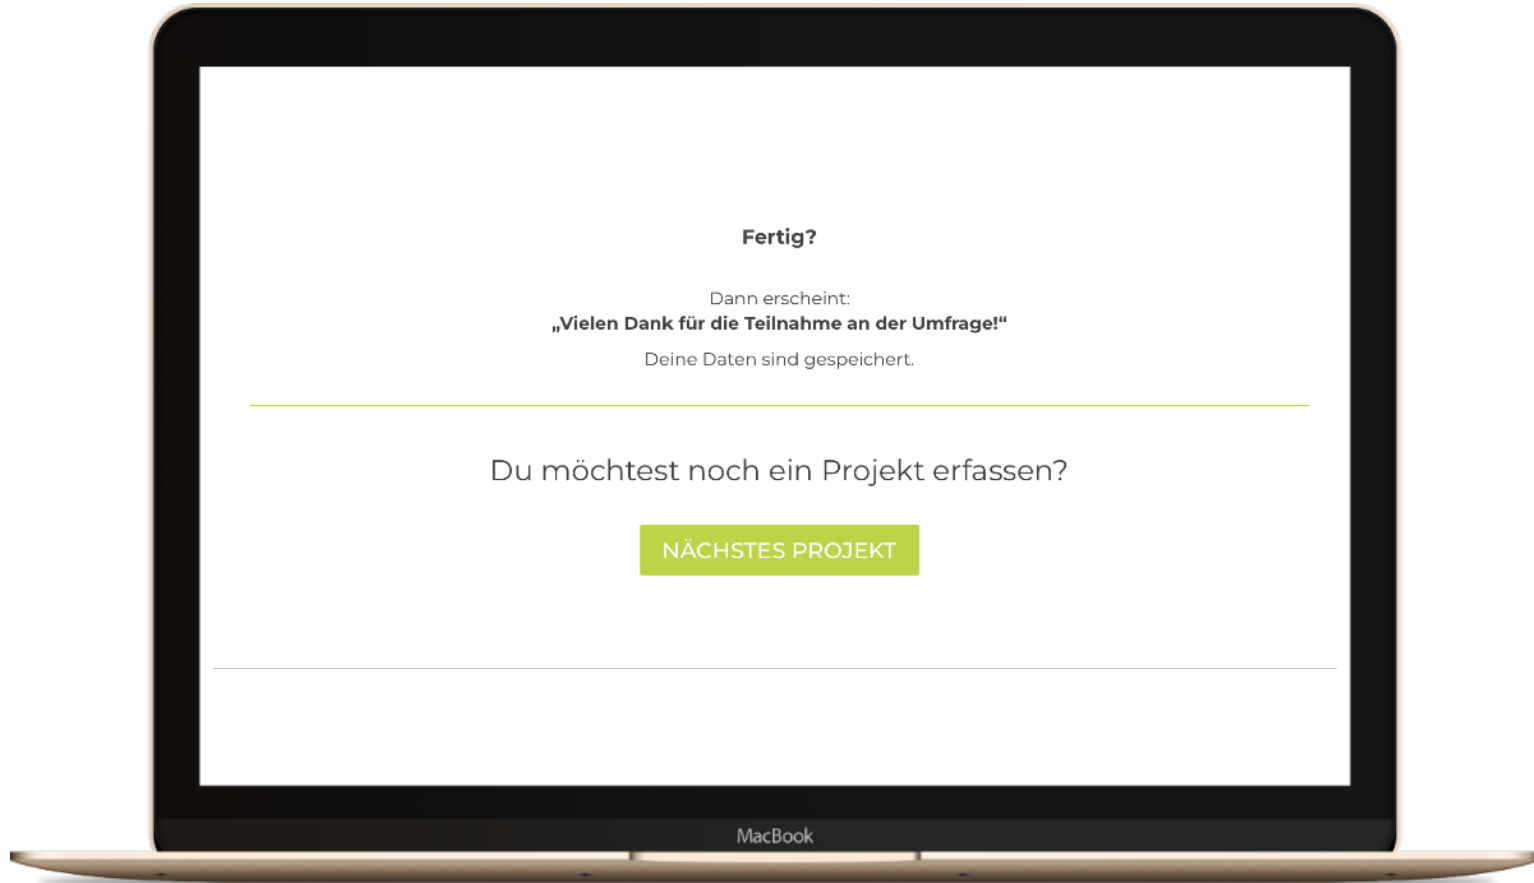 Fertig?
Dann erscheint:
„Vielen Dank für die Teilnahme an der Umfrage!“
Deine Daten sind gespeichert.
Du möchtest noch ein Projekt erfassen?
NÄCHSTES PROJEKT
MacBook